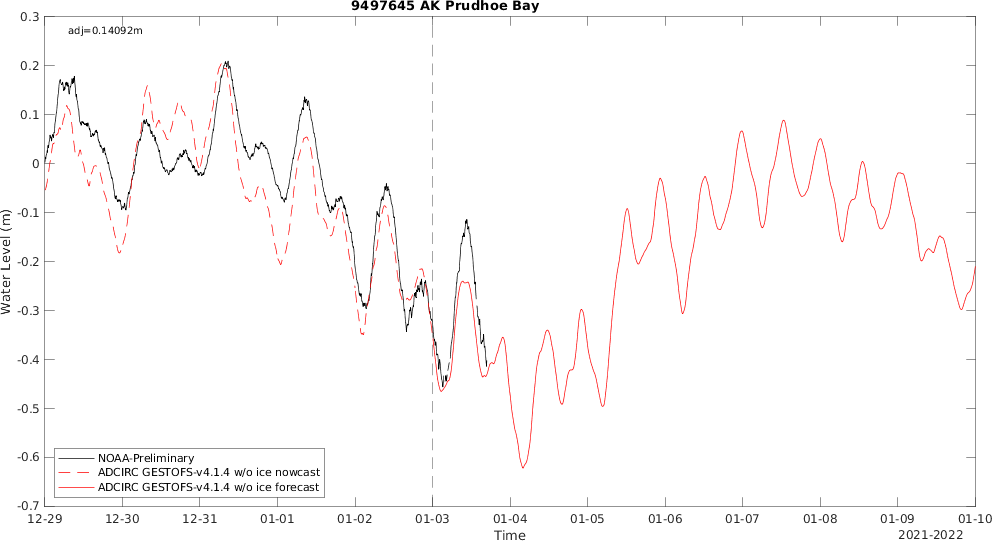 9497645 AK Prudhoe Bay
adj=0.14092m
0.3
0.2
0.1
0
-0.1
-0.2
-0.3
-0.4
-0.5
-0.6
-0.7
Water Level (m)
NOAA-Preliminary
ADCIRC GESTOFS-v4.1.4 w/o ice nowcast
ADCIRC GESTOFS-v4.1.4 w/o ice forecast
12-29 12-30 12-31 01-01 01-02 01-03 01-04 01-05 01-06 01-07 01-08 01-09 01-10
Time
2021-2022